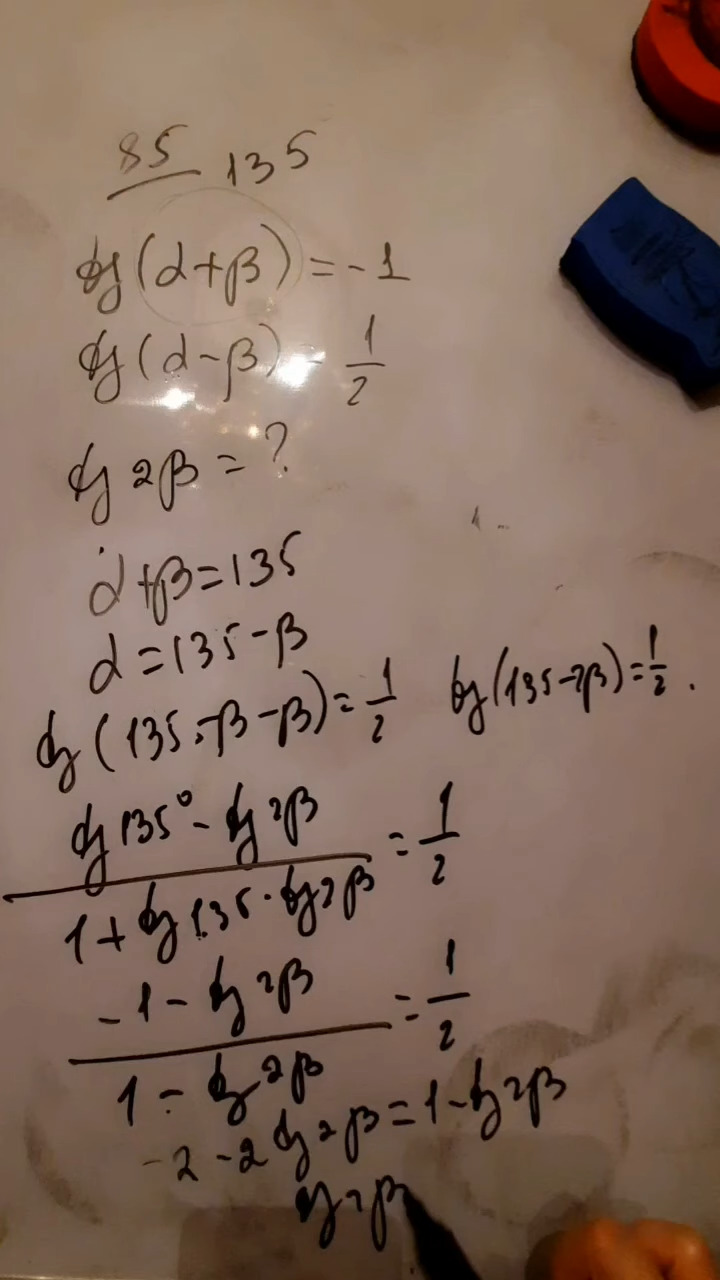 85 135
tg(α+β)=-1
tg(α-β)=1/2
tg 2β=?
α+β=135
α=135-β
tg(135-β-β)=1/2 tg(135-2β)=1/2.
(tg 135°- tg 2β)/(1+tg 135·tg 2β)=1/2
(-1-tg 2β)/(1-tg 2β)=1/2
-2-2tg 2β=1-tg 2β
tg 2β